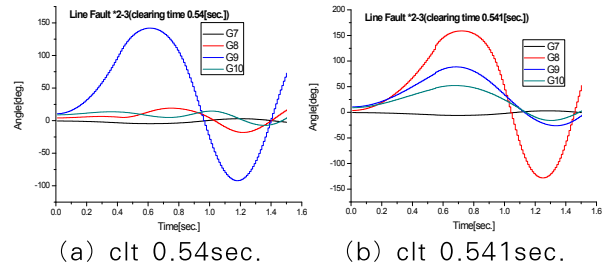 Line Fault *2-3(clearing time 0.54[sec.])
G7
G8
G9
G10
Angle[deg.]
150
100
50
0
-50
-100
0.0 0.2 0.4 0.6 0.8 1.0 1.2 1.4 1.6
Time[sec.]
(a) clt 0.54sec.
Line Fault *2-3(clearing time 0.541[sec.])
G7
G8
G9
G10
Angle[deg.]
200
150
100
50
0
-50
-100
-150
0.0 0.2 0.4 0.6 0.8 1.0 1.2 1.4 1.6
Time[sec.]
(b) clt 0.541sec.